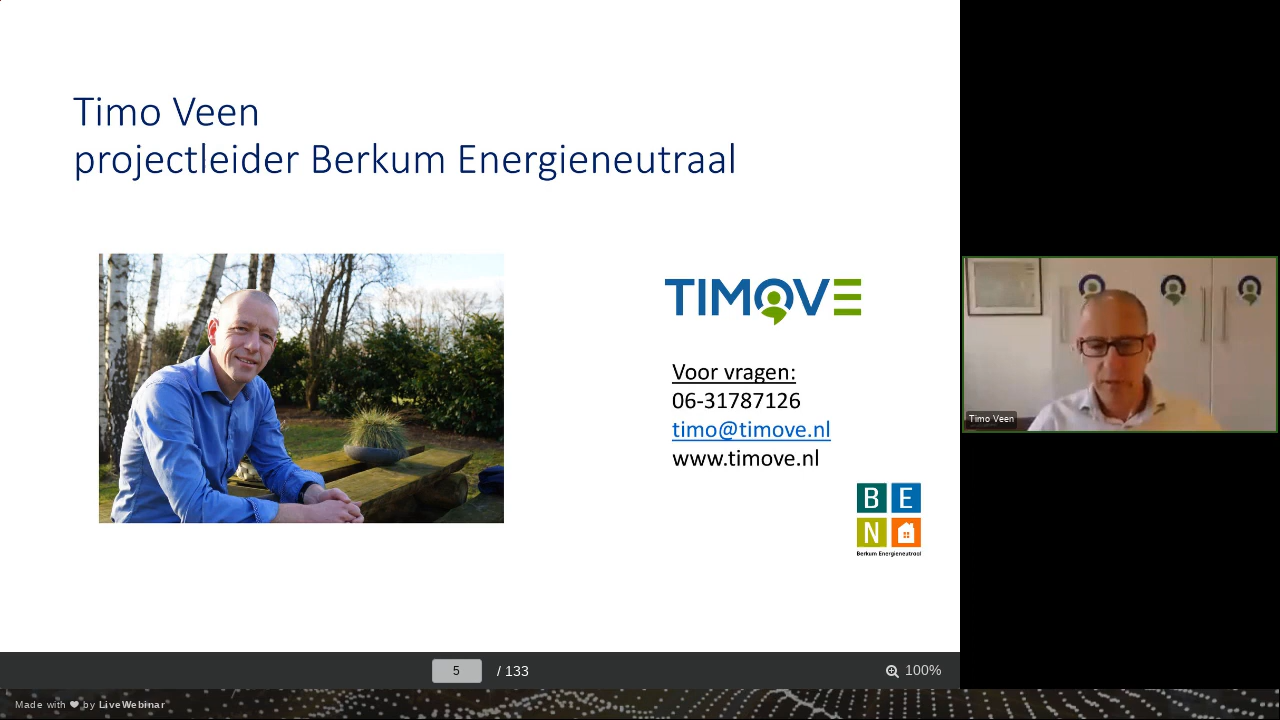 Timo Veen
projectleider Berkum Energieneutraal
TIMOVE
Voor vragen:
06-31787126
timo@timove.nl
www.timove.nl
B E
N
Berkum Energieneutraal
Timo Veen
5 / 133
100%
Made with ❤ by LiveWebinar